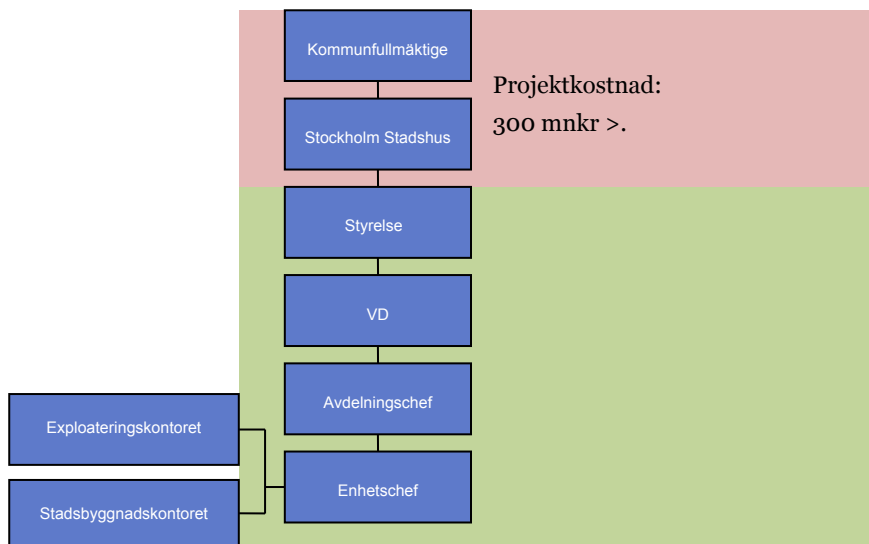 Kommunfullmäktige
Projektkostnad:
300 mnkr >.
Stockholm Stadshus
Styrelse
VD
Avdelningschef
Exploateringskontoret
Enhetschef
Stadsbyggnadskontoret